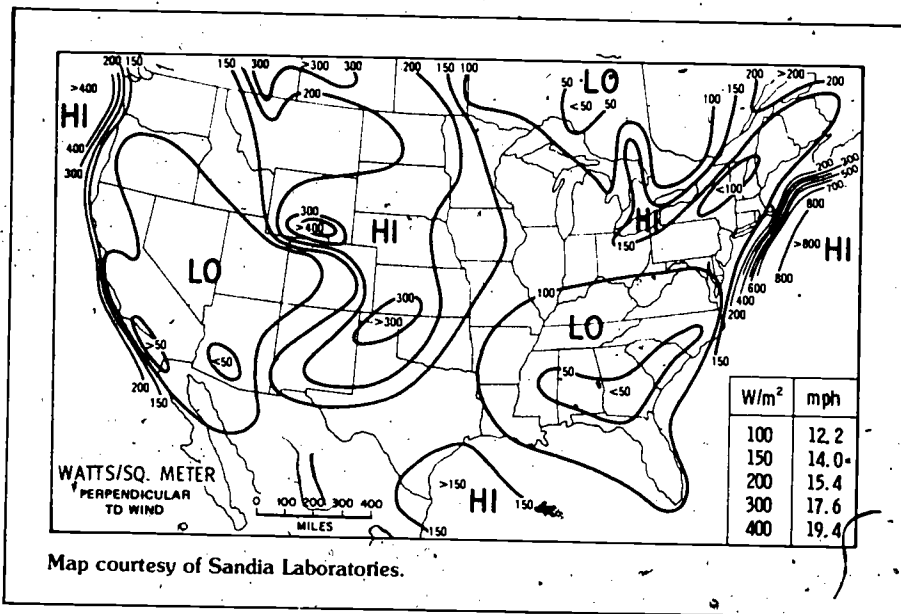 200 150
150 300 >300 300
200
200 150 100
50 LO 50
<50
100 150
200 >200 200
>400
HI
400
300
200 300
500
700
800
>800 HI
600
400
800
200
150
<100
HI
150
300
>400
HI
LO
300
>300
100
LO
50
<50
>50
<50
200
150
>150
HI
150
150
WATTS/SQ. METER
PERPENDICULAR
TO WIND
0 100 200 300 400
MILES
W/m² mph
100 12.2
150 14.0
200 15.4
300 17.6
400 19.4
Map courtesy of Sandia Laboratories.